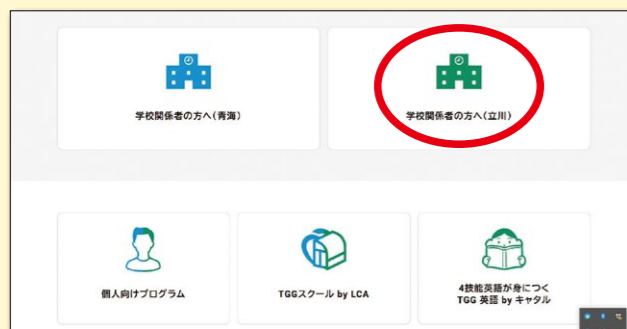 学校関係者の方へ(青海)
学校関係者の方へ(立川)
個人向けプログラム
TGGスクール by LCA
4技能英語が身につく
TGG 英語 by キャタル